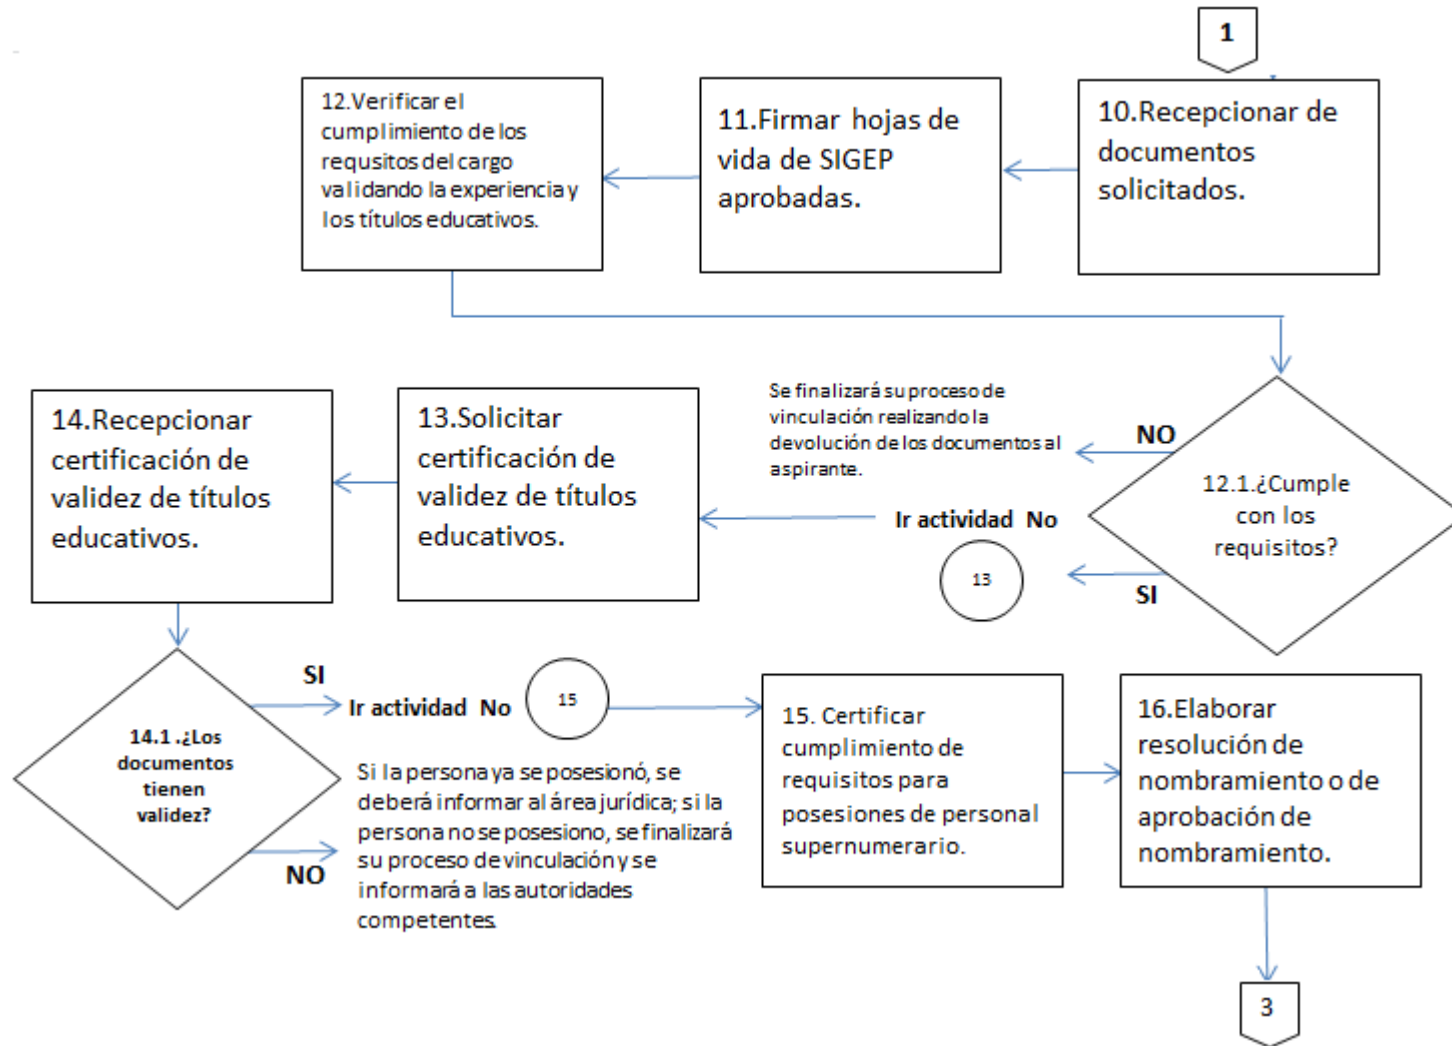 1
10.Recepcionar de
documentos
solicitados.
11.Firmar hojas de
vida de SIGEP
aprobadas.
12.Verificar el
cumplimiento de los
requsitos del cargo
validando la experiencia y
los títulos educativos.
12.1.¿Cumple
con los
requisitos?
NO
Se finalizará su proceso de
vinculación realizando la
devolución de los documentos al
aspirante.
SI
Ir actividad No
13
13.Solicitar
certificación de
validez de títulos
educativos.
14.Recepcionar
certificación de
validez de títulos
educativos.
14.1 .¿Los
documentos
tienen
validez?
SI
Ir actividad No
15
NO
Si la persona ya se posesionó, se
deberá informar al área jurídica; si la
persona no se posesiono, se finalizará
su proceso de vinculación y se
informará a las autoridades
competentes.
15. Certificar
cumplimiento de
requisitos para
posesiones de personal
supernumerario.
16.Elaborar
resolución de
nombramiento o de
aprobación de
nombramiento.
3